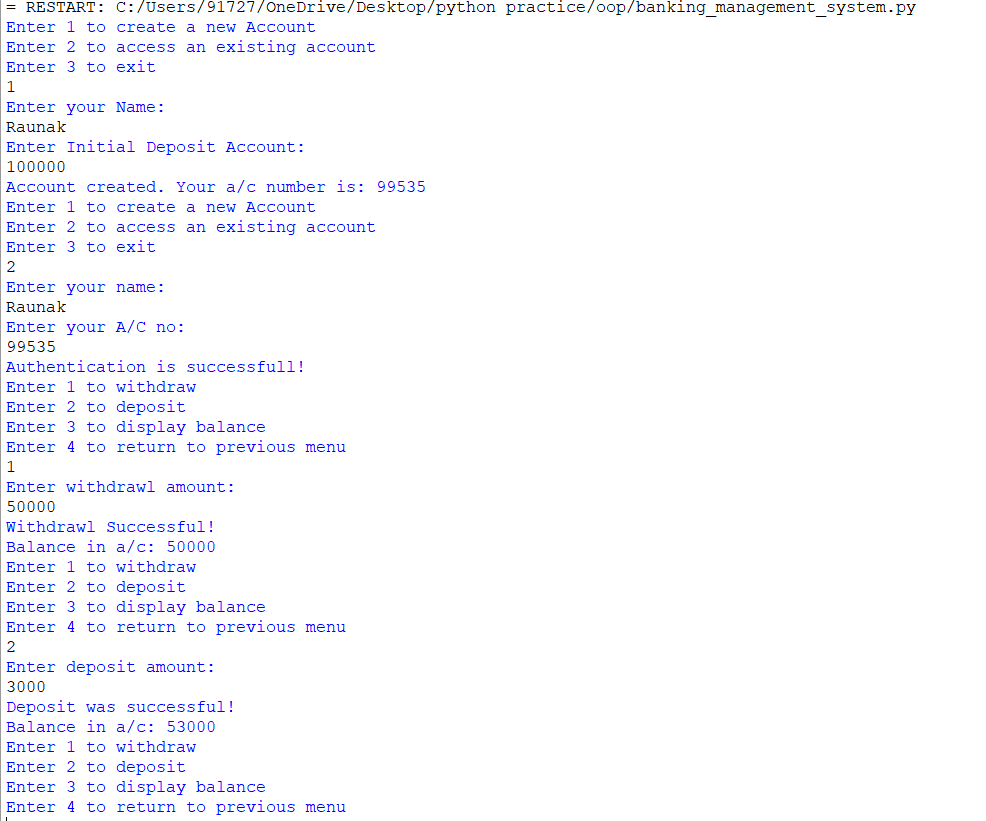 = RESTART: C:/Users/91727/OneDrive/Desktop/python practice/oop/banking_management_system.py
Enter 1 to create a new Account
Enter 2 to access an existing account
Enter 3 to exit
1
Enter your Name:
Raunak
Enter Initial Deposit Account:
100000
Account created. Your a/c number is: 99535
Enter 1 to create a new Account
Enter 2 to access an existing account
Enter 3 to exit
2
Enter your name:
Raunak
Enter your A/C no:
99535
Authentication is successfull!
Enter 1 to withdraw
Enter 2 to deposit
Enter 3 to display balance
Enter 4 to return to previous menu
1
Enter withdrawl amount:
50000
Withdrawl Successful!
Balance in a/c: 50000
Enter 1 to withdraw
Enter 2 to deposit
Enter 3 to display balance
Enter 4 to return to previous menu
2
Enter deposit amount:
3000
Deposit was successful!
Balance in a/c: 53000
Enter 1 to withdraw
Enter 2 to deposit
Enter 3 to display balance
Enter 4 to return to previous menu